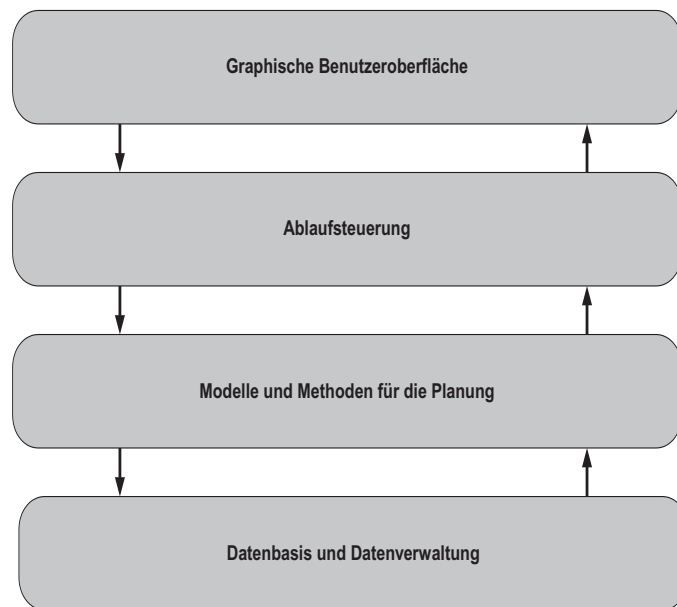 Graphische Benutzeroberfläche
Ablaufsteuerung
Modelle und Methoden für die Planung
Datenbasis und Datenverwaltung